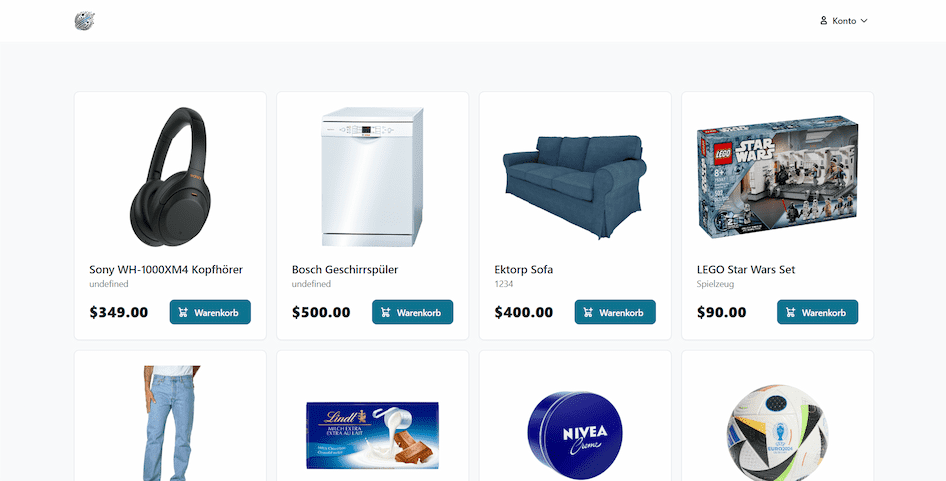 Konto
LEGO
STAR
WARS
8+
Sony WH-1000XM4 Kopfhörer
undefined
$349.00
Warenkorb
Bosch Geschirrspüler
undefined
$500.00
Warenkorb
Ektorp Sofa
1234
$400.00
Warenkorb
LEGO Star Wars Set
Spielzeug
$90.00
Warenkorb
Lindt
MILCH EXTRA
EXTRA AU LAIT
NIVEA
Creme
EURO2024